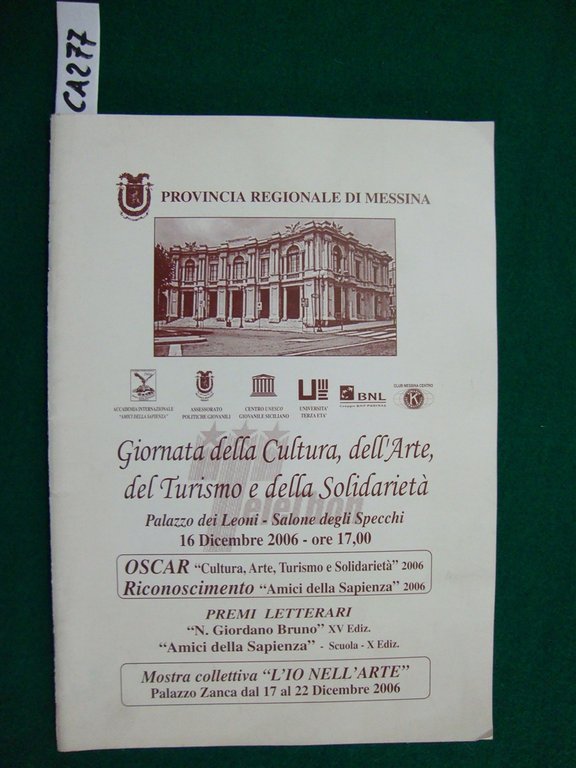 CA277
PROVINCIA REGIONALE DI MESSINA
ACCADEMIA INTERNAZIONALE
"AMICI DELLA SAPIENZA"
ASSESSORATO
POLITICHE GIOVANILI
CENTRO UNESCO
GIOVANILE SICILIANO
UNIVERSITA'
TERZA ETA'
BNL
Gruppo BNP PARIBAS
CLUB MESSINA CENTRO
K
Telethon
Giornata della Cultura, dell'Arte,
del Turismo e della Solidarietà
Palazzo dei Leoni - Salone degli Specchi
16 Dicembre 2006 - ore 17,00
OSCAR "Cultura, Arte, Turismo e Solidarietà" 2006
Riconoscimento "Amici della Sapienza" 2006
PREMI LETTERARI
"N. Giordano Bruno" XV Ediz.
"Amici della Sapienza" - Scuola - X Ediz.
Mostra collettiva "L'IO NELL'ARTE"
Palazzo Zanca dal 17 al 22 Dicembre 2006